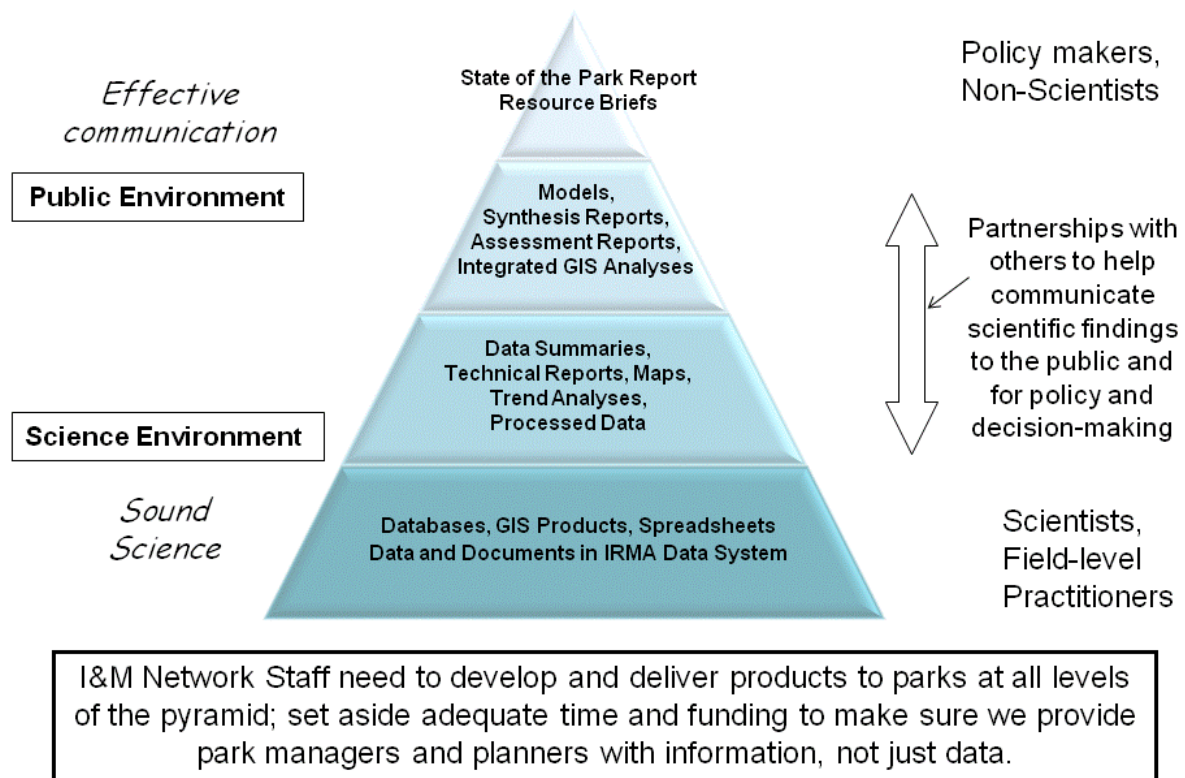 State of the Park Report
Resource Briefs
Policy makers,
Non-Scientists
Effective
communication
Public Environment
Models,
Synthesis Reports,
Assessment Reports,
Integrated GIS Analyses
Partnerships with
others to help
communicate
scientific findings
to the public and
for policy and
decision-making
Data Summaries,
Technical Reports, Maps,
Trend Analyses,
Processed Data
Science Environment
Sound
Science
Databases, GIS Products, Spreadsheets
Data and Documents in IRMA Data System
Scientists,
Field-level
Practitioners
I&M Network Staff need to develop and deliver products to parks at all levels
of the pyramid; set aside adequate time and funding to make sure we provide
park managers and planners with information, not just data.